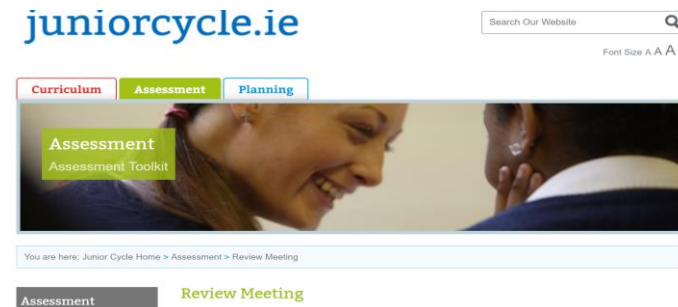 juniorcycle.ie
Search Our Website
Font Size A A A
Curriculum Assessment Planning
Assessment
Assessment Toolkit
You are here: Junior Cycle Home > Assessment > Review Meeting
Assessment
Review Meeting